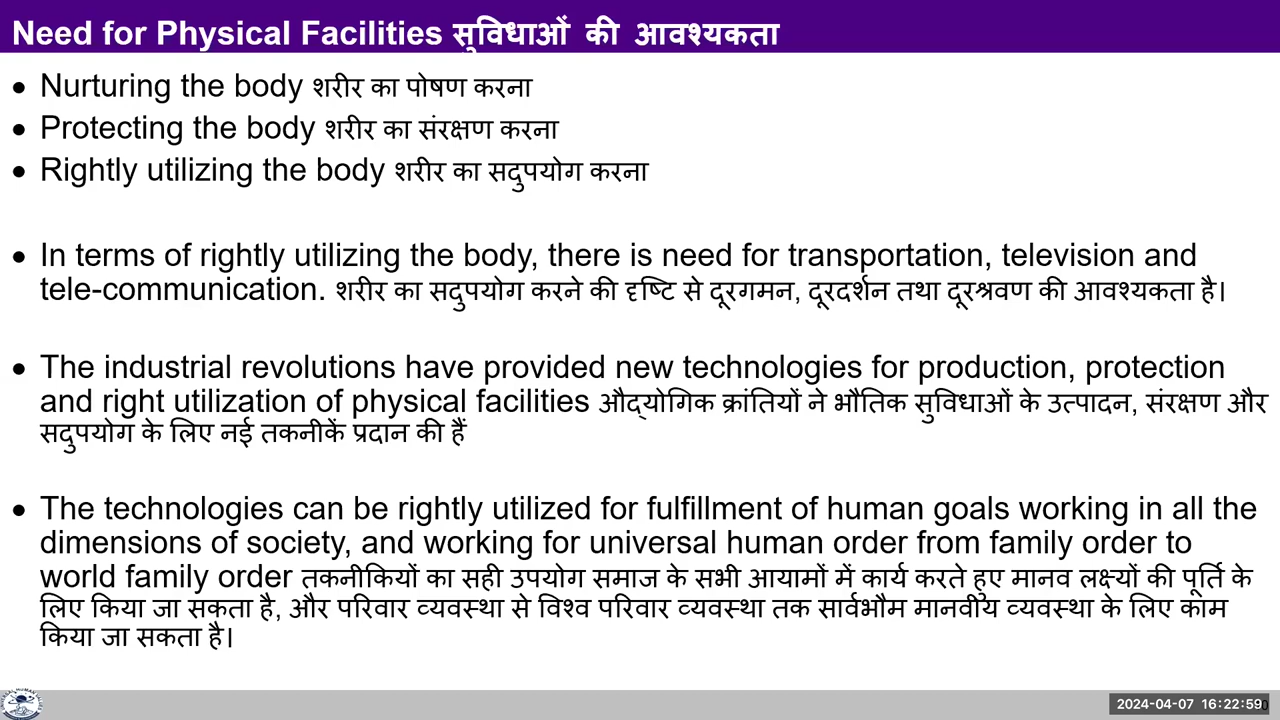 Need for Physical Facilities सुविधाओं की आवश्यकता
• Nurturing the body शरीर का पोषण करना
• Protecting the body शरीर का संरक्षण करना
• Rightly utilizing the body शरीर का सदुपयोग करना
• In terms of rightly utilizing the body, there is need for transportation, television and
tele-communication. शरीर का सदुपयोग करने की दृष्टि से दूरगमन, दूरदर्शन तथा दूरश्रवण की आवश्यकता है।
• The industrial revolutions have provided new technologies for production, protection
and right utilization of physical facilities औद्योगिक क्रांतियों ने भौतिक सुविधाओं के उत्पादन, संरक्षण और
सदुपयोग के लिए नई तकनीकें प्रदान की हैं
• The technologies can be rightly utilized for fulfillment of human goals working in all the
dimensions of society, and working for universal human order from family order to
world family order तकनीकियों का सही उपयोग समाज के सभी आयामों में कार्य करते हुए मानव लक्ष्यों की पूर्ति के
लिए किया जा सकता है, और परिवार व्यवस्था से विश्व परिवार व्यवस्था तक सार्वभौम मानवीय व्यवस्था के लिए काम
किया जा सकता है।
2024-04-07 16:22:59